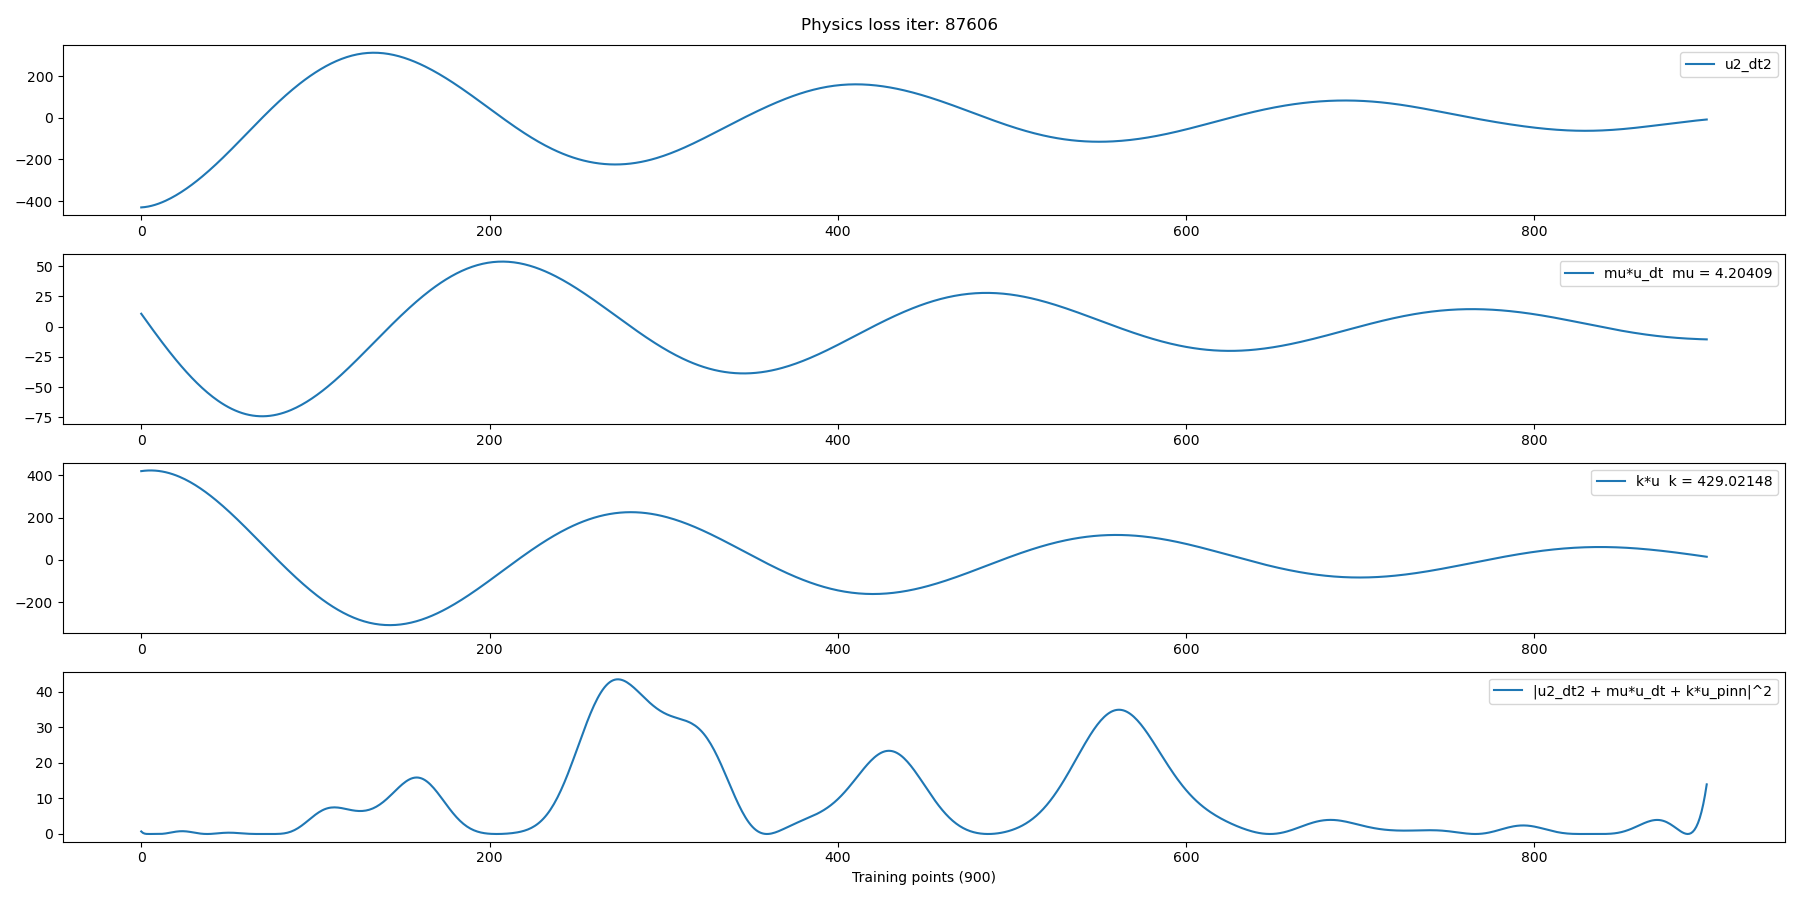 Physics loss iter: 87606
200
0
−200
−400
u2_dt2
0 200 400 600 800
50
25
0
−25
−50
−75
mu*u_dt mu = 4.20409
0 200 400 600 800
400
200
0
−200
k*u k = 429.02148
0 200 400 600 800
40
30
20
10
0
|u2_dt2 + mu*u_dt + k*u_pinn|^2
0 200 400 600 800
Training points (900)